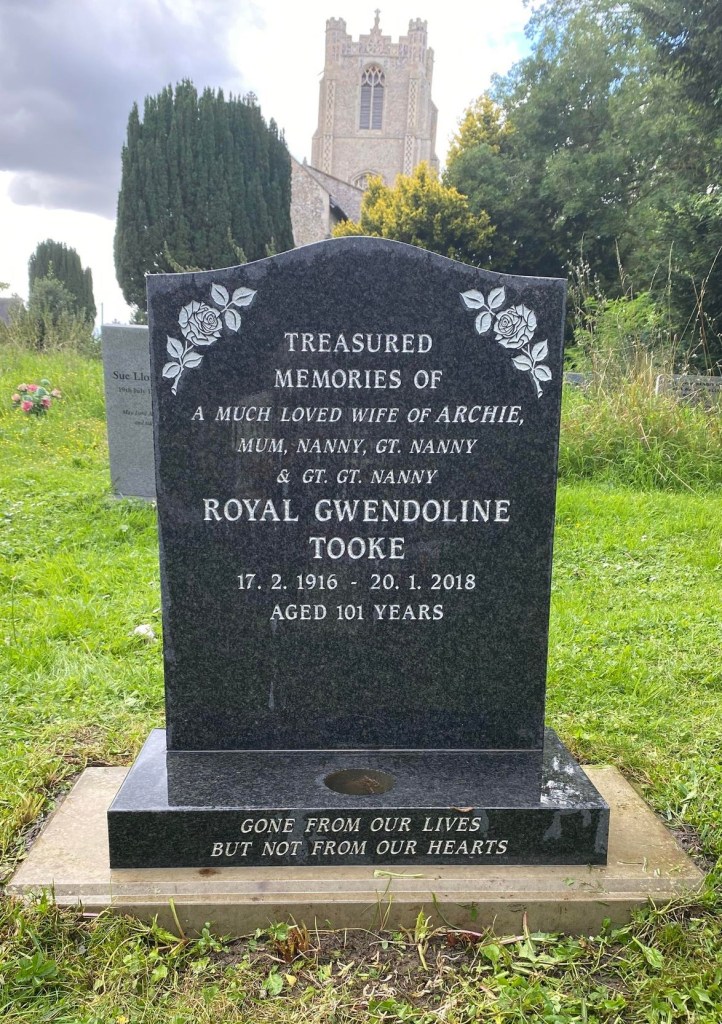 TREASURED
MEMORIES OF
A MUCH LOVED WIFE OF ARCHIE,
MUM, NANNY, GT. NANNY
& GT. GT. NANNY
ROYAL GWENDOLINE
TOOKE
17. 2. 1916 - 20. 1. 2018
AGED 101 YEARS
GONE FROM OUR LIVES
BUT NOT FROM OUR HEARTS
Sue